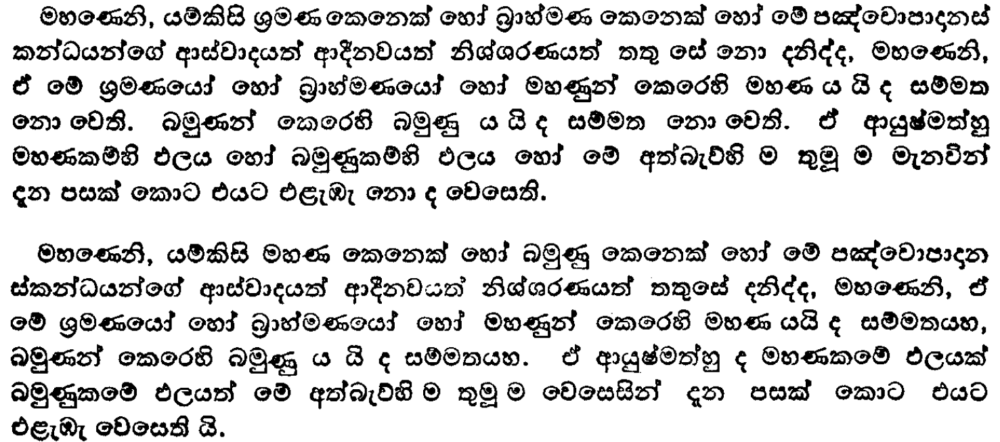 මහණෙනි, යම්කිසි ශ්‍රමණ කෙනෙක් හෝ බ්‍රාහ්මණ කෙනෙක් හෝ මේ පඤ්චොපාදානස්
කන්ධයන්ගේ ආස්වාදයත් ආදීනවයත් නිශ්ශරණයත් තතු සේ නො දනිද්ද, මහණෙනි,
ඒ මේ ශ්‍රමණයෝ හෝ බ්‍රාහ්මණයෝ හෝ මහණුන් කෙරෙහි මහණ ය යි ද සම්මත
නො වෙති. බමුණන් කෙරෙහි බමුණු ය යි ද සම්මත නො වෙති. ඒ ආයුෂ්මත්හු
මහණකම්හි ඵලය හෝ බමුණුකම්හි ඵලය හෝ මේ අත්බැව්හි ම තුමූ ම මැනවින්
දැන පසක් කොට එයට එළැඹැ නො ද වෙසෙති.
මහණෙනි, යම්කිසි මහණ කෙනෙක් හෝ බමුණු කෙනෙක් හෝ මේ පඤ්චොපාදාන
ස්කන්ධයන්ගේ ආස්වාදයත් ආදීනවයත් නිශ්ශරණයත් තතුසේ දනිද්ද, මහණෙනි, ඒ
මේ ශ්‍රමණයෝ හෝ බ්‍රාහ්මණයෝ හෝ මහණුන් කෙරෙහි මහණ යයි ද සම්මතයහ,
බමුණන් කෙරෙහි බමුණු ය යි ද සම්මතයහ. ඒ ආයුෂ්මත්හු ද මහණකමේ ඵලයක්
බමුණුකමේ ඵලයත් මේ අත්බැව්හි ම තුමූ ම වෙසෙසින් දැන පසක් කොට එයට
එළැඹැ වෙසෙති යි.